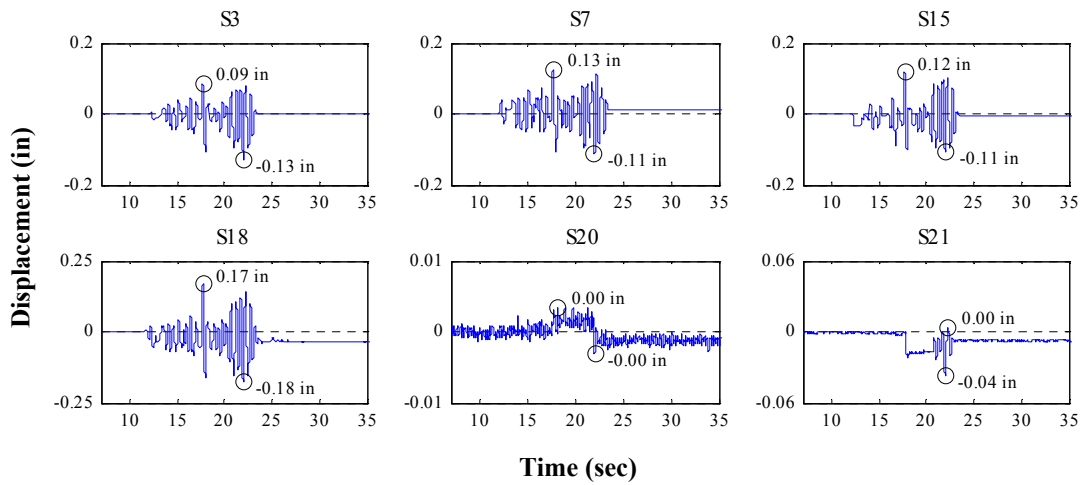 S3 S7 S15
0.2 0.2 0.2
0.09 in 0.13 in 0.12 in
0 0 0
-0.13 in -0.11 in -0.11 in
-0.2 -0.2 -0.2
10 15 20 25 30 35 10 15 20 25 30 35 10 15 20 25 30 35
Displacement (in)
S18 S20 S21
0.25 0.01 0.06
0.17 in 0.00 in 0.00 in
0 0 0
-0.18 in -0.00 in -0.04 in
-0.25 -0.01 -0.06
10 15 20 25 30 35 10 15 20 25 30 35 10 15 20 25 30 35
Time (sec)